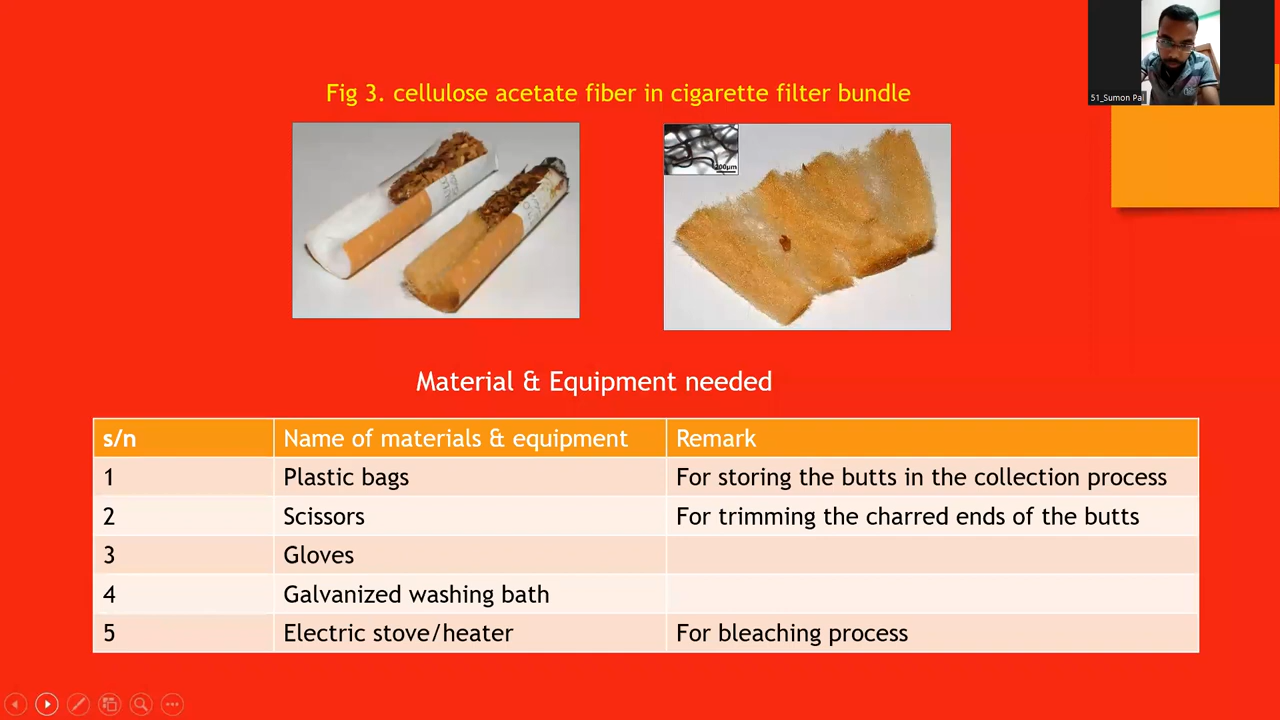 51_Sumon Pal
Fig 3. cellulose acetate fiber in cigarette filter bundle
200μm
Material & Equipment needed
s/n Name of materials & equipment Remark
1 Plastic bags For storing the butts in the collection process
2 Scissors For trimming the charred ends of the butts
3 Gloves
4 Galvanized washing bath
5 Electric stove/heater For bleaching process